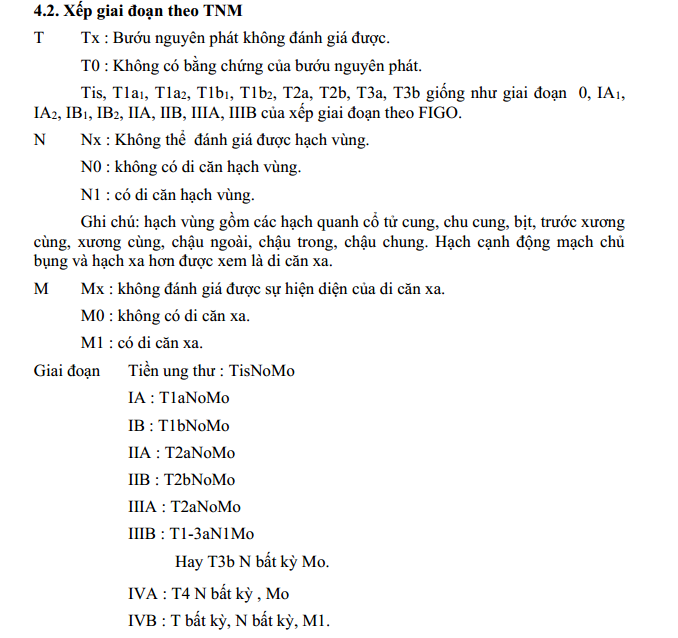 4.2. Xếp giai đoạn theo TNM
T Tx : Bướu nguyên phát không đánh giá được.
T0 : Không có bằng chứng của bướu nguyên phát.
Tis, T1a1, T1a2, T1b1, T1b2, T2a, T2b, T3a, T3b giống như giai đoạn 0, IA1,
IA2, IB1, IB2, IIA, IIB, IIIA, IIIB của xếp giai đoạn theo FIGO.
N Nx : Không thể đánh giá được hạch vùng.
N0 : không có di căn hạch vùng.
N1 : có di căn hạch vùng.
Ghi chú: hạch vùng gồm các hạch quanh cổ tử cung, chu cung, bịt, trước xương
cùng, xương cùng, chậu ngoài, chậu trong, chậu chung. Hạch cạnh động mạch chủ
bụng và hạch xa hơn được xem là di căn xa.
M Mx : không đánh giá được sự hiện diện của di căn xa.
M0 : không có di căn xa.
M1 : có di căn xa.
Giai đoạn Tiền ung thư : TisNoMo
IA : T1aNoMo
IB : T1bNoMo
IIA : T2aNoMo
IIB : T2bNoMo
IIIA : T2aNoMo
IIIB : T1-3aN1Mo
Hay T3b N bất kỳ Mo.
IVA : T4 N bất kỳ , Mo
IVB : T bất kỳ, N bất kỳ, M1.